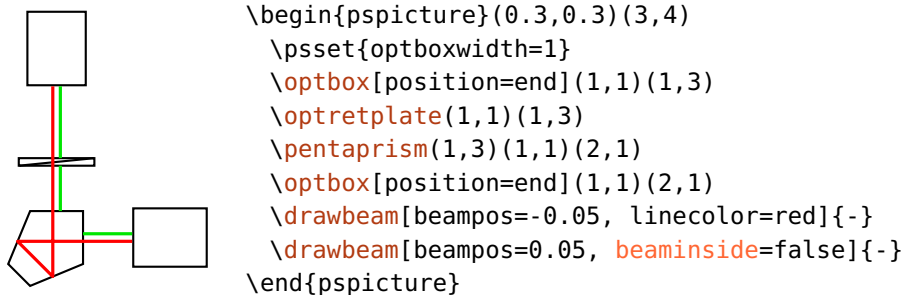 \begin{pspicture}(0.3,0.3)(3,4)
  \psset{optboxwidth=1}
  \optbox[position=end](1,1)(1,3)
  \optretplate(1,1)(1,3)
  \pentaprism(1,3)(1,1)(2,1)
  \optbox[position=end](1,1)(2,1)
  \drawbeam[beampos=-0.05, linecolor=red]{-}
  \drawbeam[beampos=0.05, beaminside=false]{-}
\end{pspicture}